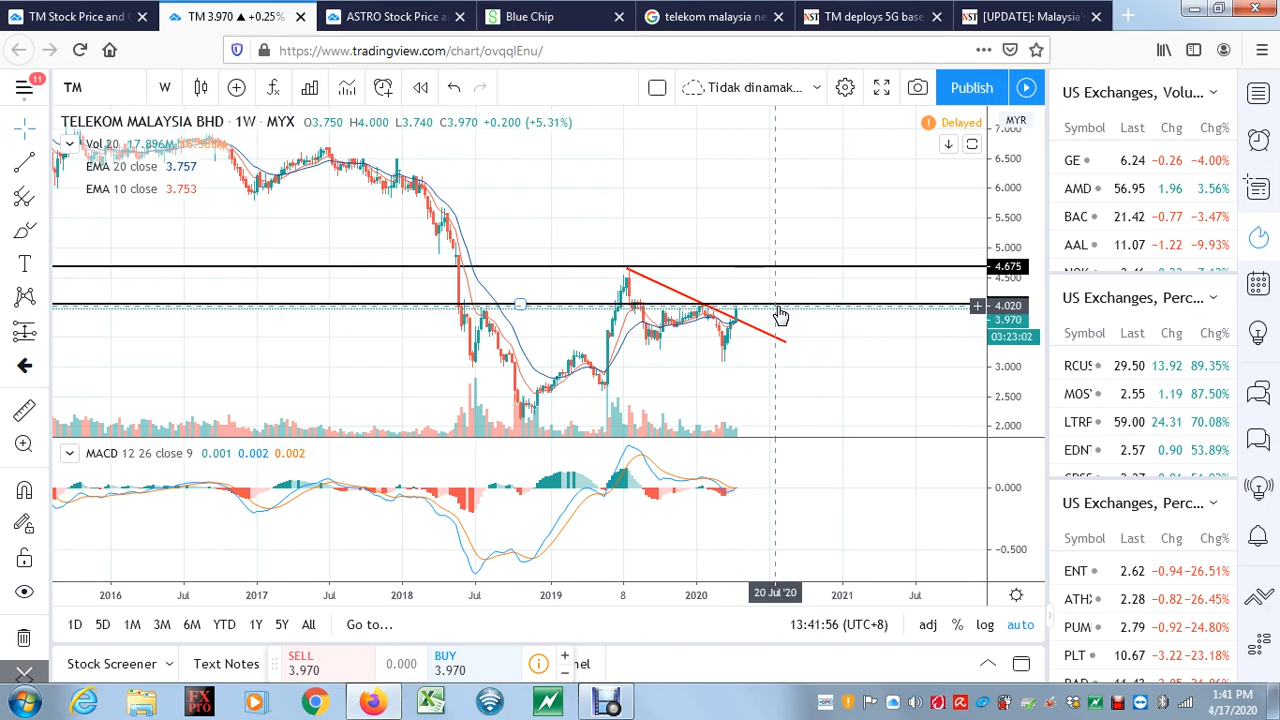 TM Stock Price and C
TM 3.970 ▲ +0.25%
ASTRO Stock Price a
Blue Chip
telekom malaysia ne
TM deploys 5G base
[UPDATE]: Malaysia'
https://www.tradingview.com/chart/ovqqlEnu/
11
TM
W
Tidak dinamak...
Publish
TELEKOM MALAYSIA BHD · 1W · MYX O3.750 H4.000 L3.740 C3.970 +0.200 (+5.31%)
Delayed
MYR
Vol 20 17.896M
EMA 20 close 3.757
EMA 10 close 3.753
7.000
6.500
6.000
5.500
5.000
4.675
4.500
4.020
3.970
03:23:02
3.000
2.500
2.000
MACD 12 26 close 9 0.001 0.002 0.002
0.000
-0.500
2016 Jul 2017 Jul 2018 Jul 2019 8 2020 20 Jul '20 2021 Jul
1D 5D 1M 3M 6M YTD 1Y 5Y All Go to...
13:41:56 (UTC+8) adj % log auto
Stock Screener
Text Notes
SELL
3.970
0.000
BUY
3.970
nel
US Exchanges, Volu...
Symbol Last Chg Chg%
GE 6.24 −0.26 −4.00%
AMD 56.95 1.96 3.56%
BAC 21.42 −0.77 −3.47%
AAL 11.07 −1.22 −9.93%
US Exchanges, Perc...
Symbol Last Chg Chg%
RCUS 29.50 13.92 89.35%
MOS 2.55 1.19 87.50%
LTRP 59.00 24.31 70.08%
EDN 2.57 0.90 53.89%
US Exchanges, Perc...
Symbol Last Chg Chg%
ENT 2.62 −0.94 −26.51%
ATH 2.28 −0.82 −26.45%
PUM 2.79 −0.92 −24.80%
PLT 10.67 −3.22 −23.18%
FX
PRO
1:41 PM
4/17/2020